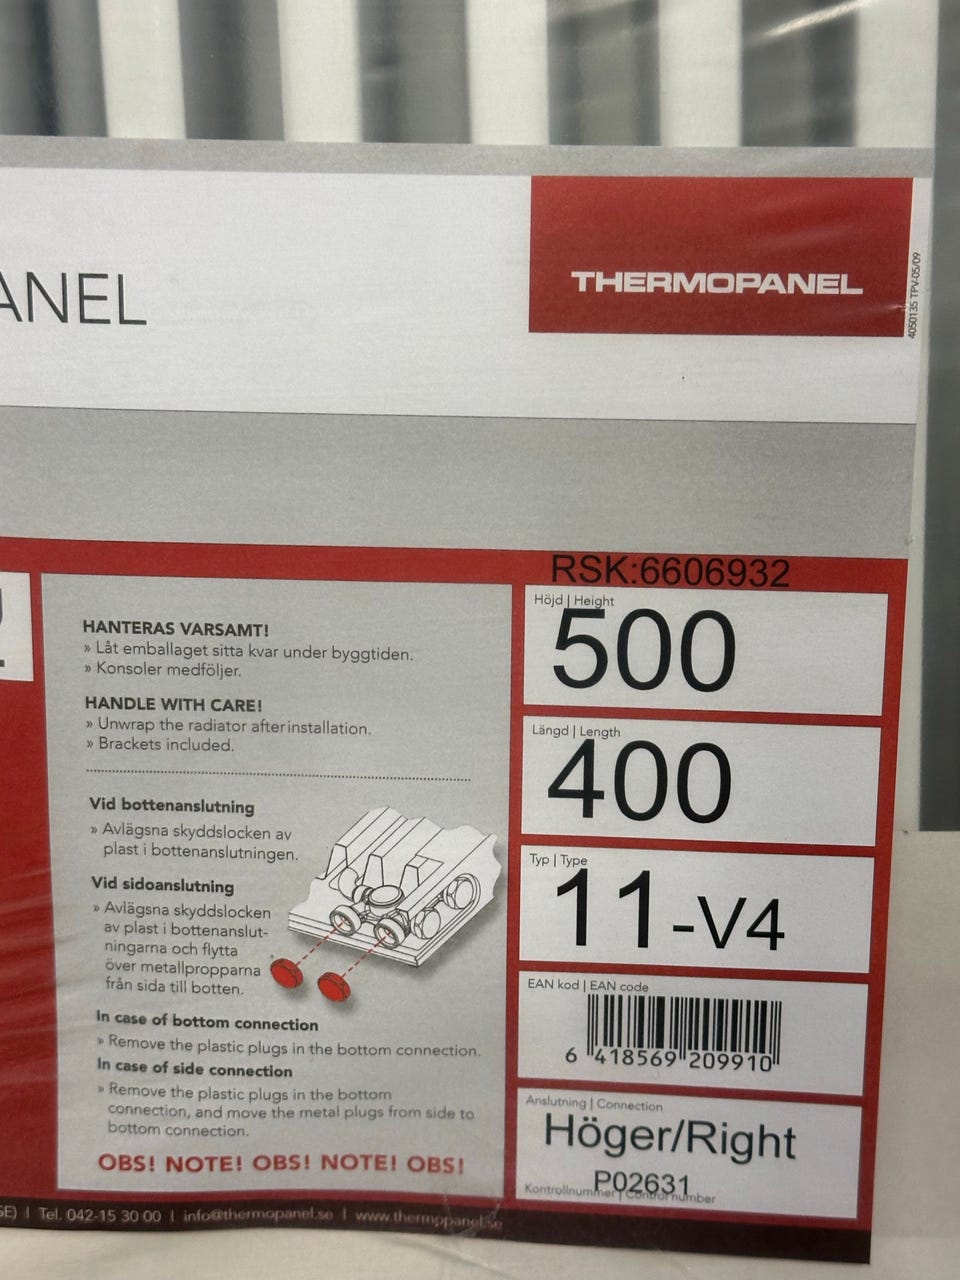 THERMOPANEL
4050135 TPV-05/09
ANEL
RSK:6606932
HANTERAS VARSAMT!
» Låt emballaget sitta kvar under byggtiden.
» Konsoler medföljer.
HANDLE WITH CARE!
» Unwrap the radiator after installation.
» Brackets included.
Vid bottenanslutning
» Avlägsna skyddslocken av
plast i bottenanslutningen.
Vid sidoanslutning
» Avlägsna skyddslocken
av plast i bottenanslut-
ningarna och flytta
över metallpropparna
från sida till botten.
In case of bottom connection
» Remove the plastic plugs in the bottom connection.
In case of side connection
» Remove the plastic plugs in the bottom
connection, and move the metal plugs from side to
bottom connection.
OBS! NOTE! OBS! NOTE! OBS!
Höjd | Height
500
Längd | Length
400
Typ | Type
11-V4
EAN kod | EAN code
6 418569 209910
Anslutning | Connection
Höger/Right
P02631
Kontrollnummer | Control number
SE) | Tel. 042-15 30 00 | info@thermopanel.se | www.thermopanel.se